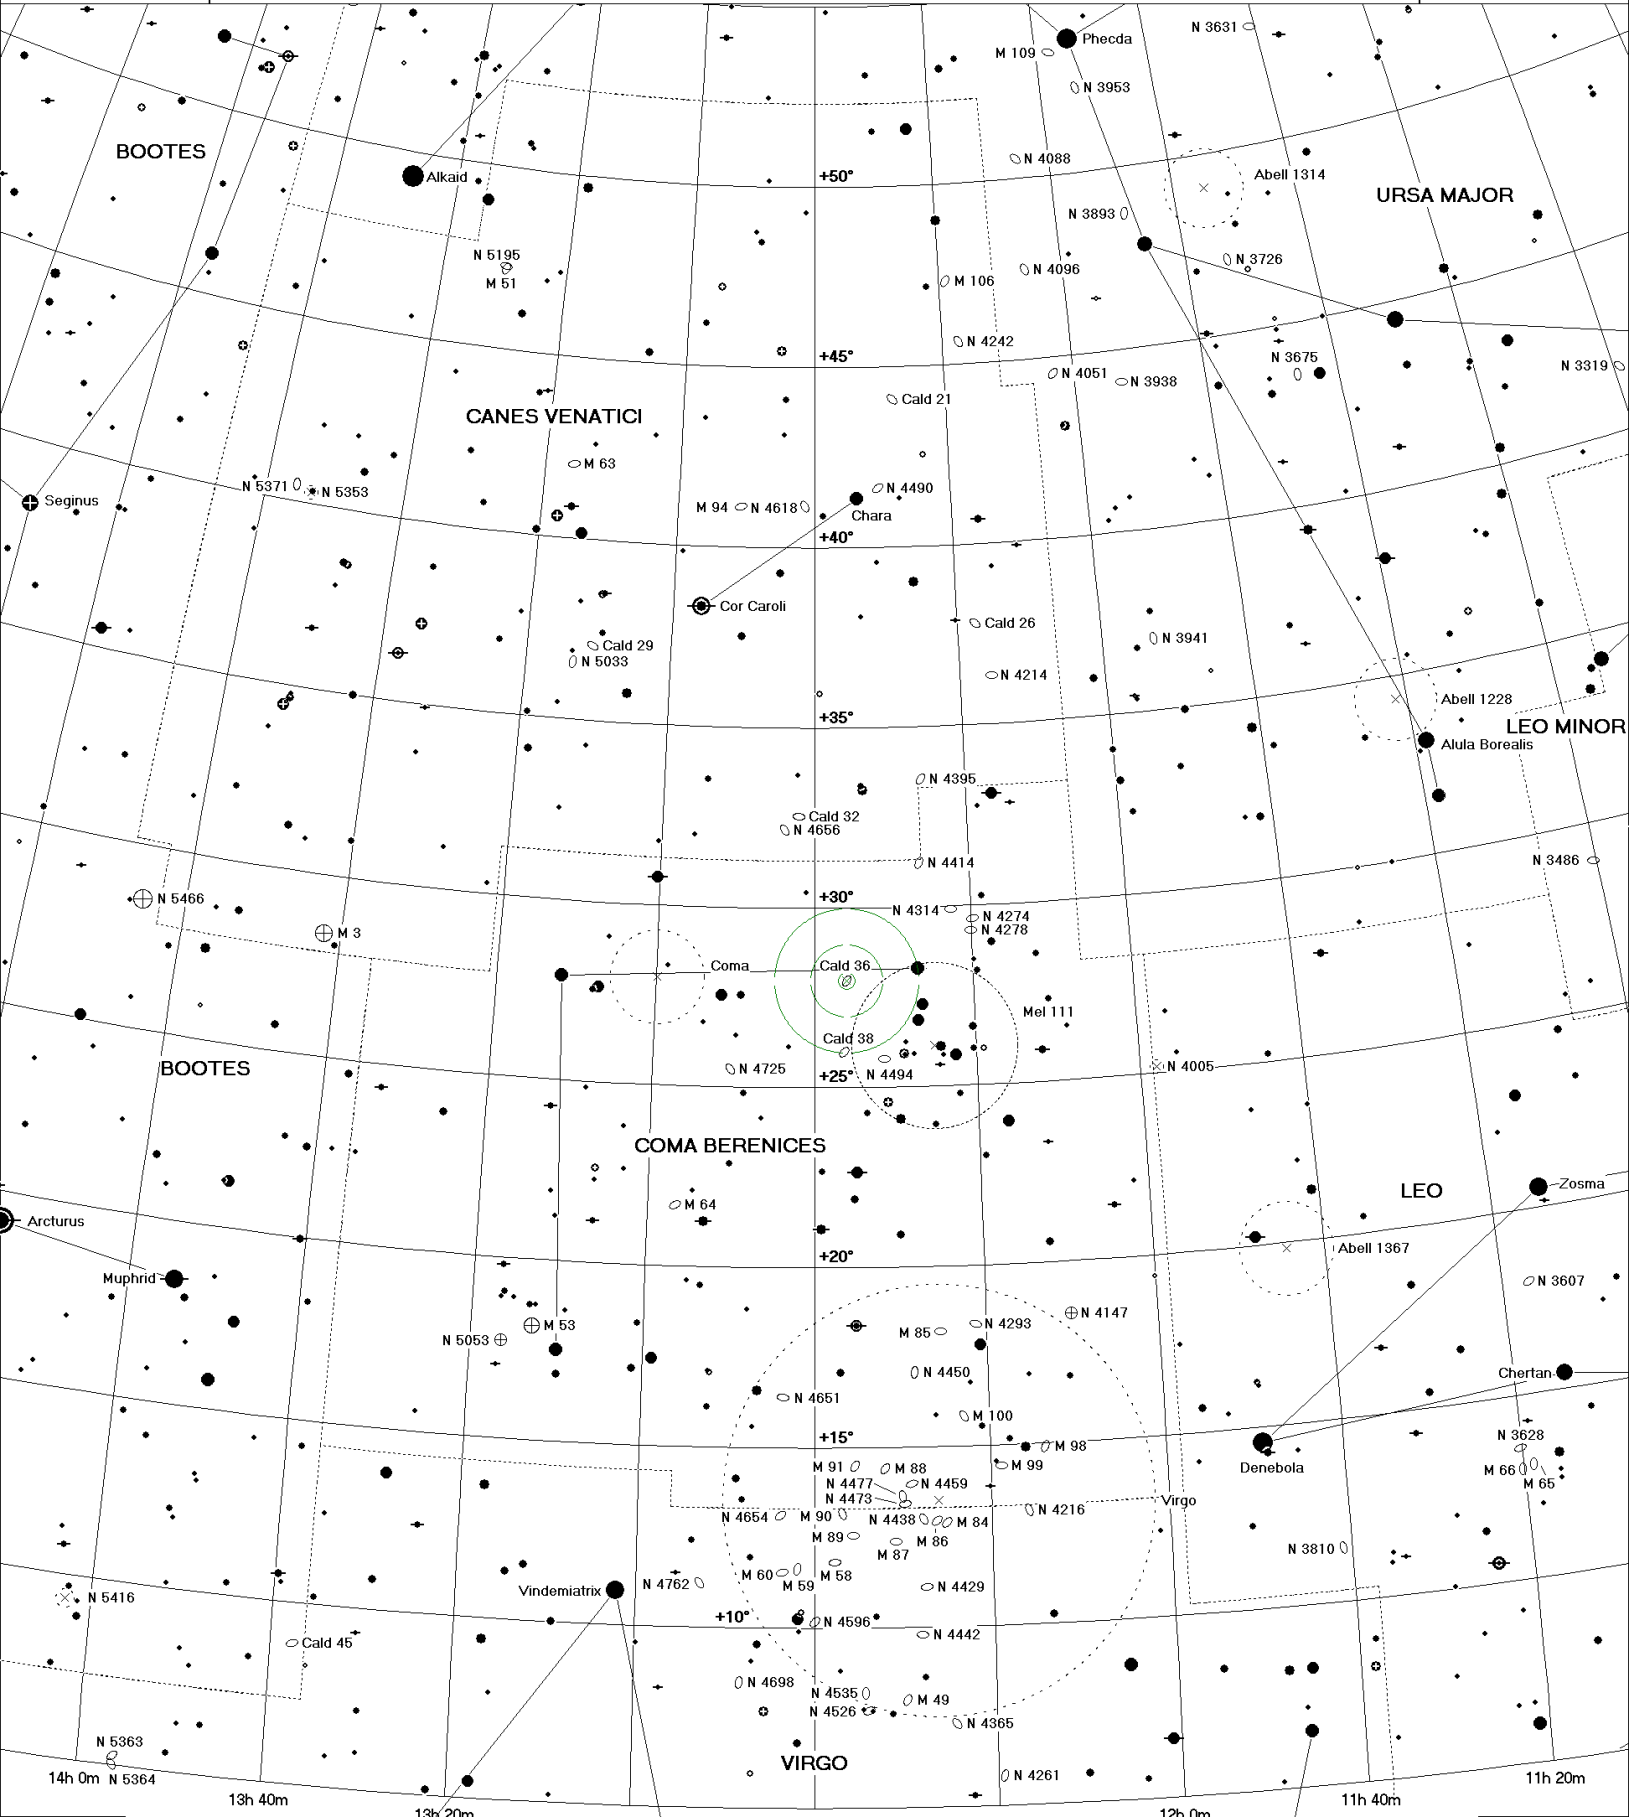 N 3631
Phecda
M 109
N 3953
BOOTES
N 4088
Abell 1314
+50°
Alkaid
URSA MAJOR
N 3893
N 5195
N 3726
N 4096
M 51
M 106
N 4242
+45°
N 3675
N 3319
N 4051
N 3938
Cald 21
CANES VENATICI
M 63
N 5371
N 5353
N 4490
Seginus
M 94
N 4618
Chara
+40°
Cor Caroli
Cald 26
N 3941
Cald 29
N 5033
N 4214
Abell 1228
+35°
LEO MINOR
Alula Borealis
N 4395
Cald 32
N 4656
N 3486
N 4414
N 5466
+30°
N 4314
N 4274
N 4278
M 3
Coma
Cald 36
Mel 111
Cald 38
BOOTES
N 4725
N 4494
N 4005
+25°
COMA BERENICES
Zosma
LEO
M 64
Arcturus
Abell 1367
+20°
Muphrid
N 3607
N 4147
M 53
N 4293
M 85
N 5053
N 4450
Chertan
N 4651
M 100
N 3628
+15°
M 98
M 91
M 88
M 99
Denebola
M 66
M 65
N 4477
N 4459
N 4473
Virgo
N 4216
N 4654
M 90
N 4438
M 84
M 89
M 86
M 87
N 3810
M 60
M 58
N 4762
M 59
Vindemiatrix
N 4429
N 5416
+10°
N 4596
N 4442
Cald 45
N 4698
N 4535
M 49
N 4526
N 4365
N 5363
VIRGO
N 4261
14h 0m
N 5364
11h 20m
13h 40m
11h 40m
13h 20m
12h 0m